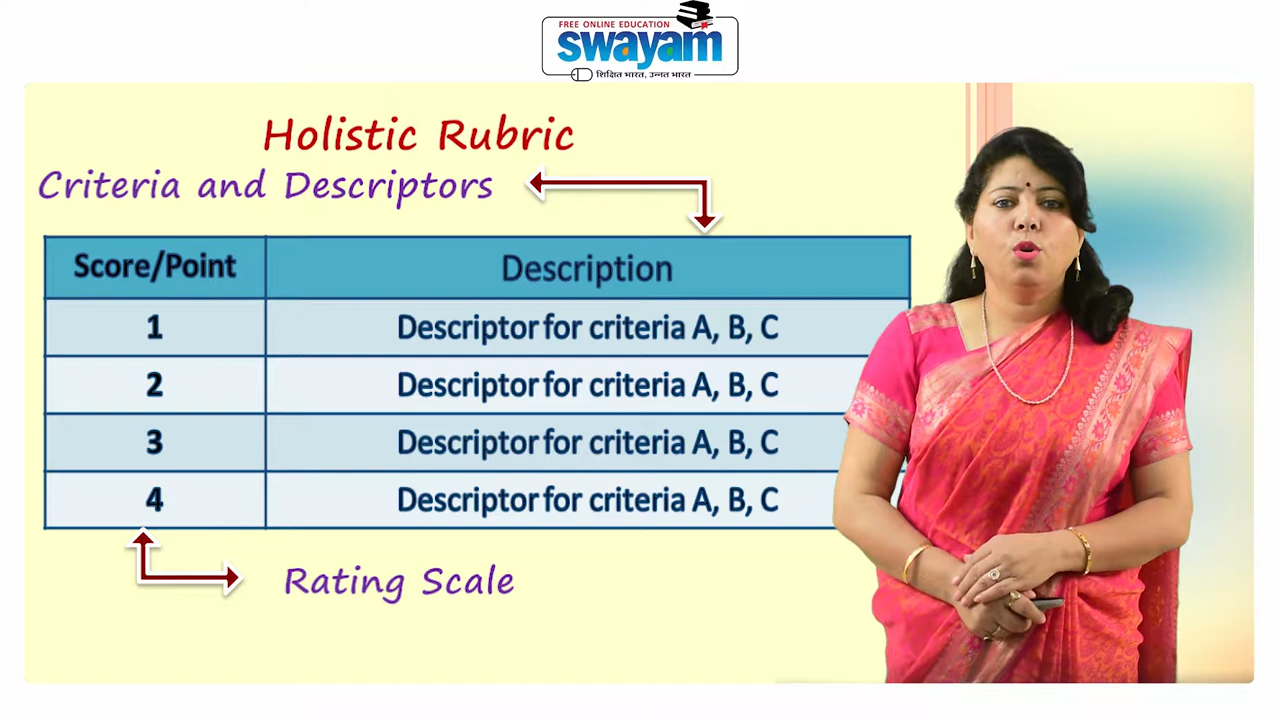 FREE ONLINE EDUCATION
swayam
शिक्षित भारत, उन्नत भारत
Holistic Rubric
Criteria and Descriptors
Score/Point Description
1 Descriptor for criteria A, B, C
2 Descriptor for criteria A, B, C
3 Descriptor for criteria A, B, C
4 Descriptor for criteria A, B, C
Rating Scale